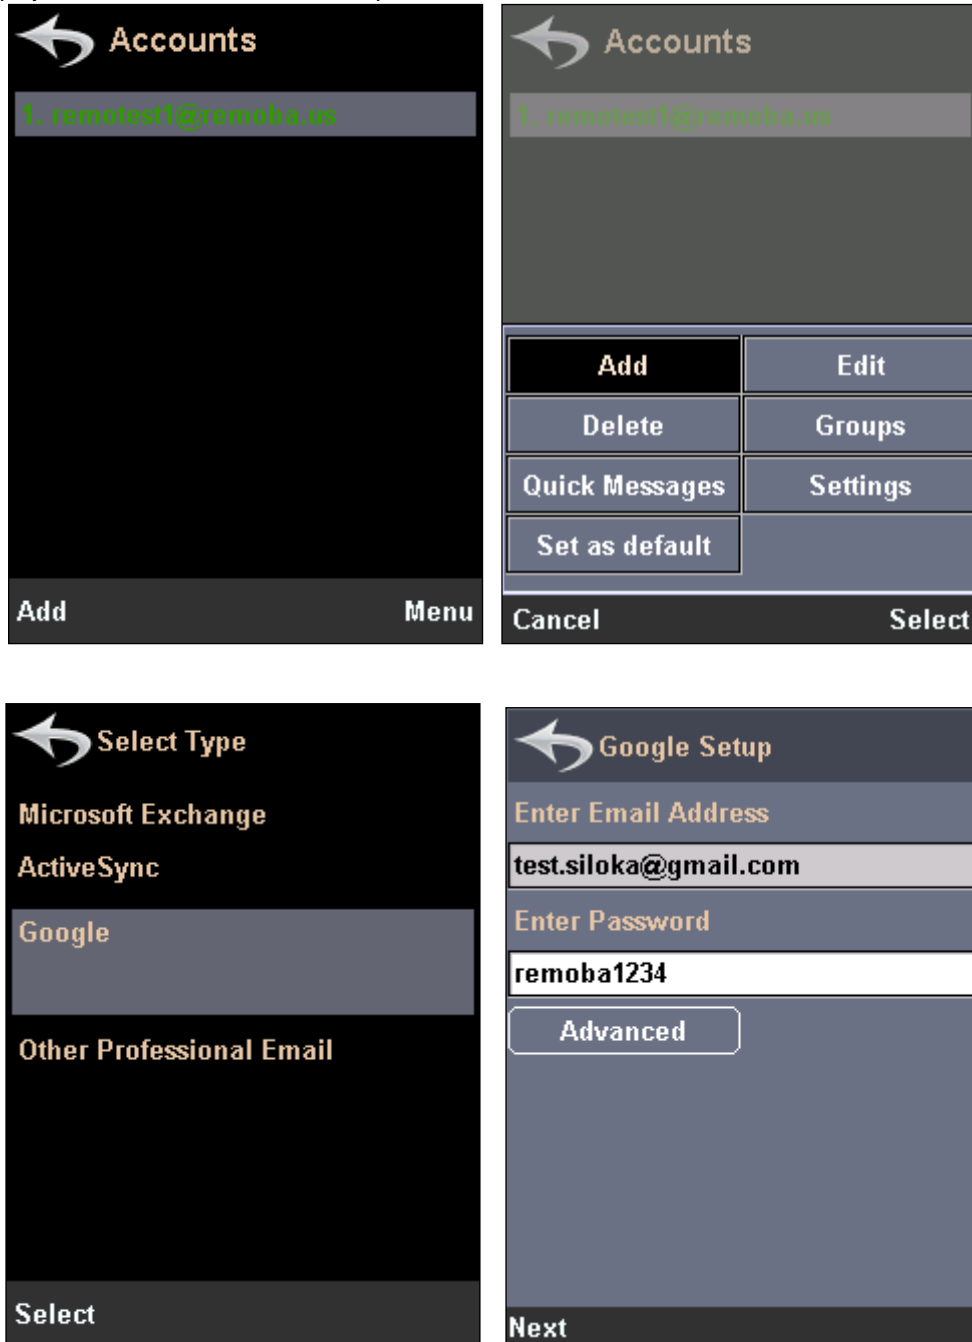 Accounts
1. remotest1@remoba.us
Add Menu
Accounts
1. remotest1@remoba.us
Add Edit
Delete Groups
Quick Messages Settings
Set as default
Cancel Select
Select Type
Microsoft Exchange
ActiveSync
Google
Other Professional Email
Select
Google Setup
Enter Email Address
test.siloka@gmail.com
Enter Password
remoba1234
Advanced
Next